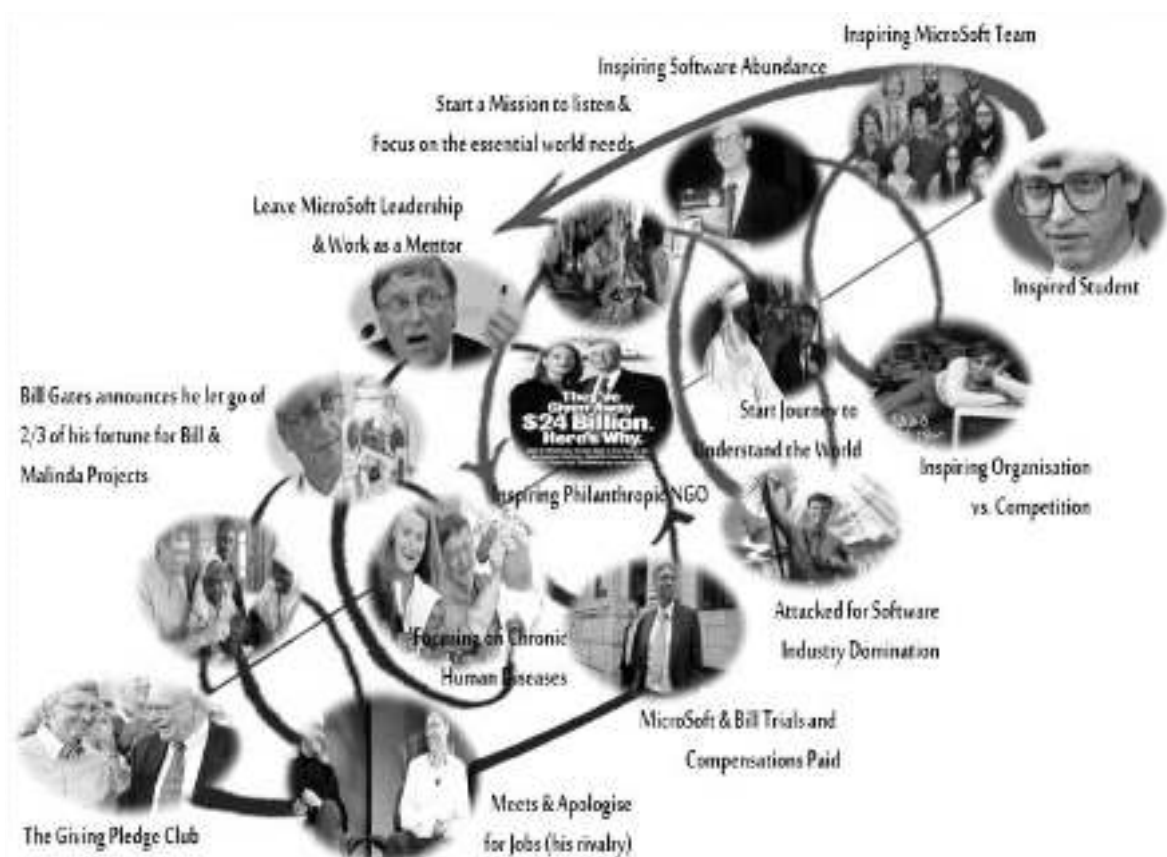 Inspiring MicroSoft Team
Inspiring Software Abundance
Start a Mission to listen &
Focus on the essential world needs
Leave MicroSoft Leadership
& Work as a Mentor
Inspired Student
Bill Gates announces he let go of
2/3 of his fortune for Bill &
Malinda Projects
They've
Given Away
$24 Billion.
Here's Why.
Start Journey to
Understand the World
Inspiring Organisation
vs. Competition
Inspiring Philanthropic NGO
Attacked for Software
Industry Domination
Focusing on Chronic
Human Diseases
MicroSoft & Bill Trials and
Compensations Paid
Meets & Apologise
for Jobs (his rivalry)
The Giving Pledge Club